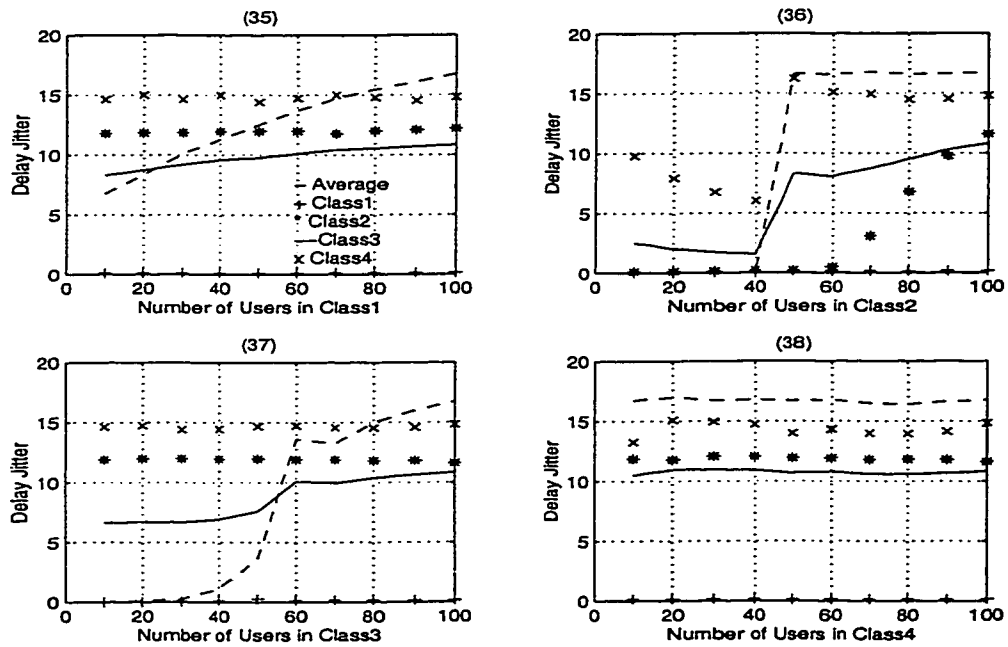 (35)
20
15
10
5
0
Delay Jitter
Average
Class1
Class2
Class3
Class4
0 20 40 60 80 100
Number of Users in Class1
(36)
20
15
10
5
0
Delay Jitter
0 20 40 60 80 100
Number of Users in Class2
(37)
20
15
10
5
0
Delay Jitter
0 20 40 60 80 100
Number of Users in Class3
(38)
20
15
10
5
0
Delay Jitter
0 20 40 60 80 100
Number of Users in Class4